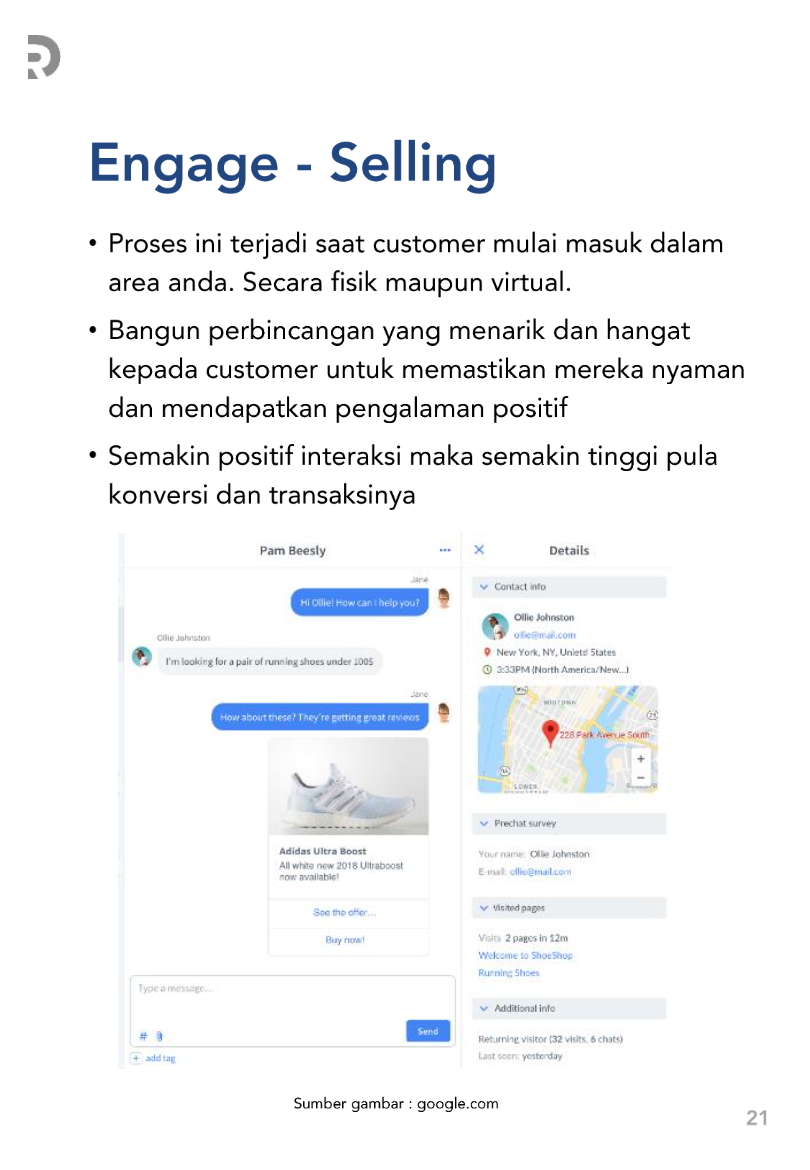 Engage - Selling
• Proses ini terjadi saat customer mulai masuk dalam
area anda. Secara fisik maupun virtual.
• Bangun perbincangan yang menarik dan hangat
kepada customer untuk memastikan mereka nyaman
dan mendapatkan pengalaman positif
• Semakin positif interaksi maka semakin tinggi pula
konversi dan transaksinya
Pam Beesly
Jane
Hi Ollie! How can I help you?
Ollie Johnston
I'm looking for a pair of running shoes under 100$
Jane
How about these? They're getting great reviews
Adidas Ultra Boost
All white new 2018 Ultraboost
now available!
See the offer...
Buy now!
Type a message...
#
Send
+ add tag
Details
Contact info
Ollie Johnston
ollie@mail.com
New York, NY, Unietd States
3:33PM (North America/New...)
MIDTOWN
228 Park Avenue South
LOWER
+
−
Prechat survey
Your name: Ollie Johnston
E-mail: ollie@mail.com
Visited pages
Visits 2 pages in 12m
Welcome to ShoeShop
Running Shoes
Additional info
Returning visitor (32 visits, 6 chats)
Last seen: yesterday
Sumber gambar : google.com
21